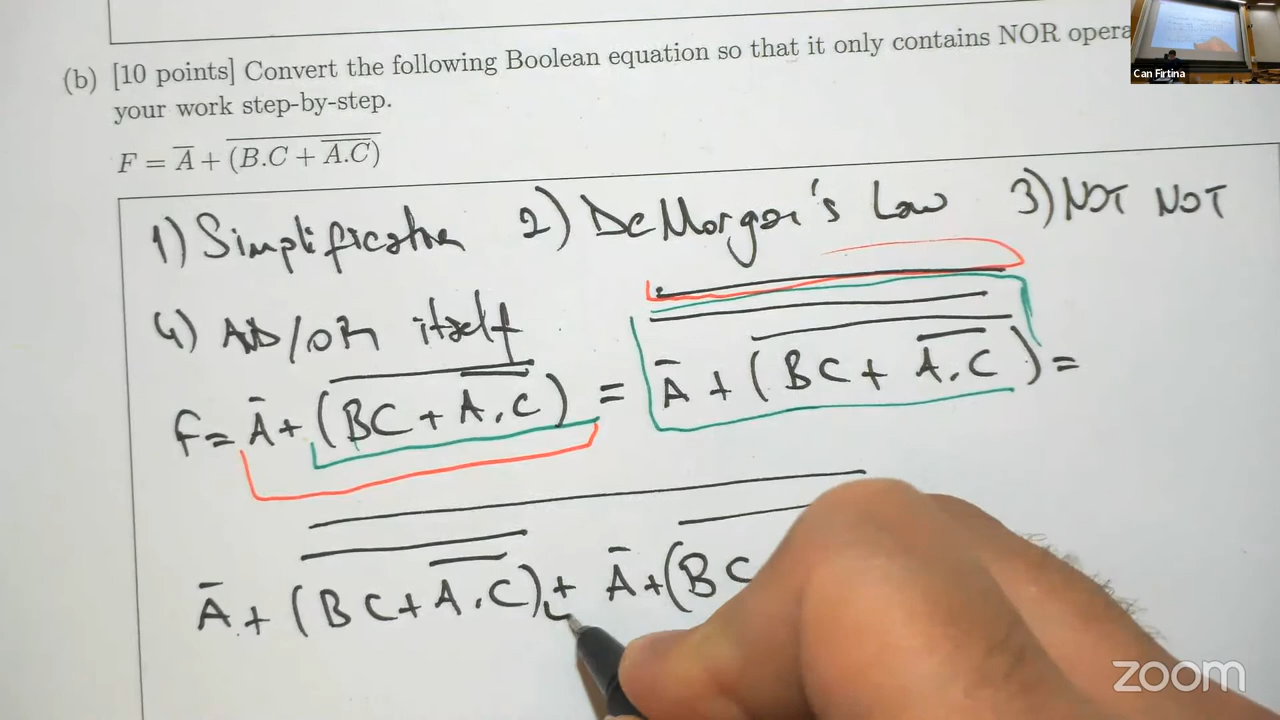 (b) [10 points] Convert the following Boolean equation so that it only contains NOR opera
your work step-by-step.
F = A̅ + (B.C + A̅.̅C̅)̅
Can Firtina
1) Simplification 2) DeMorgan's Law 3) NOT NOT
4) AND/OR itself
F = A̅ + (BC + A.C) = A̅ + (BC + A.C) =
A̅ + (BC + A.C) + A̅ + (BC
zoom